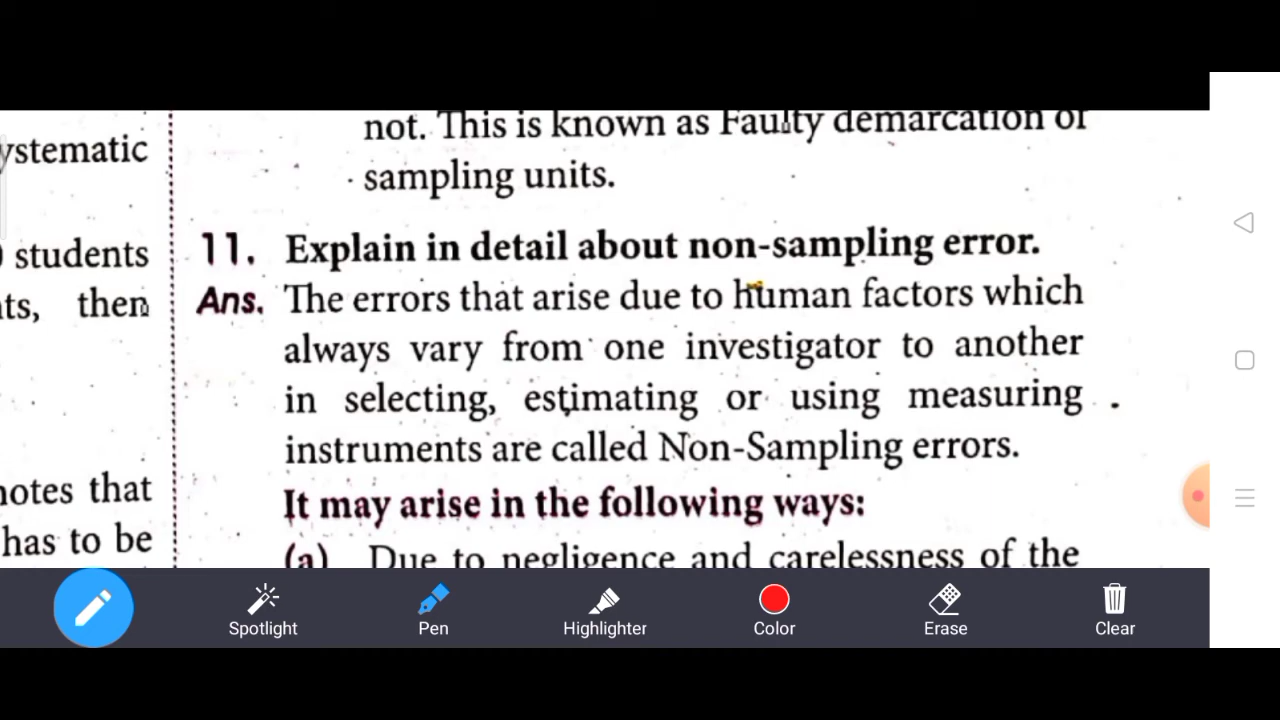 not. This is known as Faulty demarcation of
sampling units.
ystematic
students
ts, then
notes that
has to be
11. Explain in detail about non-sampling error.
Ans. The errors that arise due to human factors which
always vary from one investigator to another
in selecting, estimating or using measuring
instruments are called Non-Sampling errors.
It may arise in the following ways:
(a) Due to negligence and carelessness of the
Spotlight
Pen
Highlighter
Color
Erase
Clear